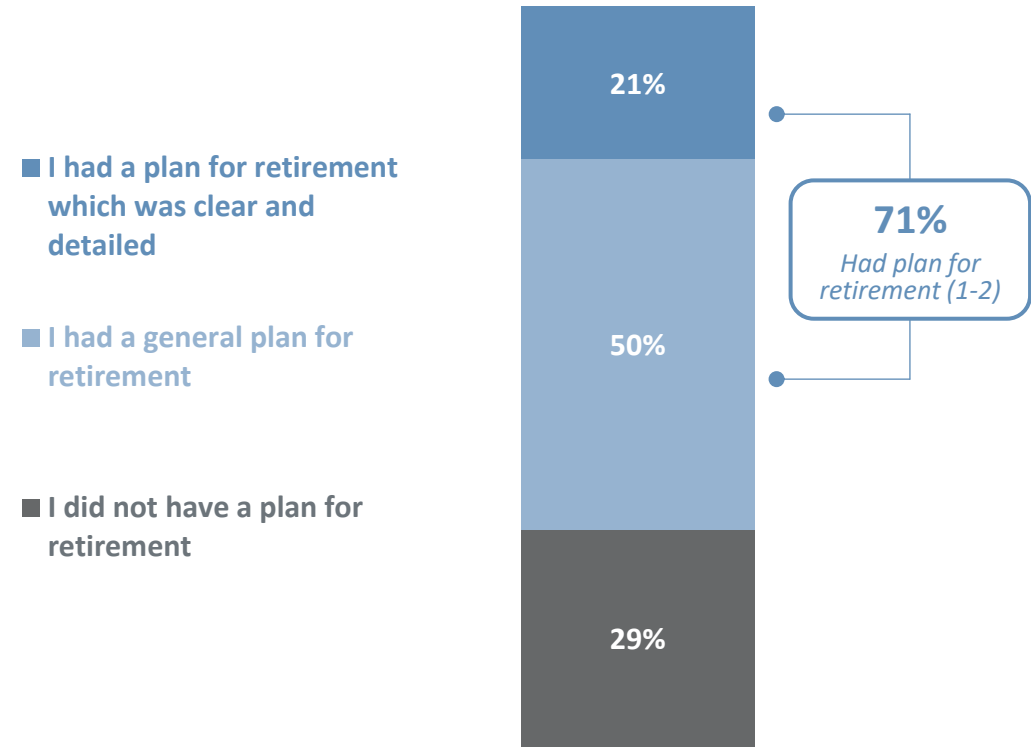 21%
I had a plan for retirement
which was clear and
detailed
71%
Had plan for
retirement (1-2)
I had a general plan for
retirement
50%
I did not have a plan for
retirement
29%